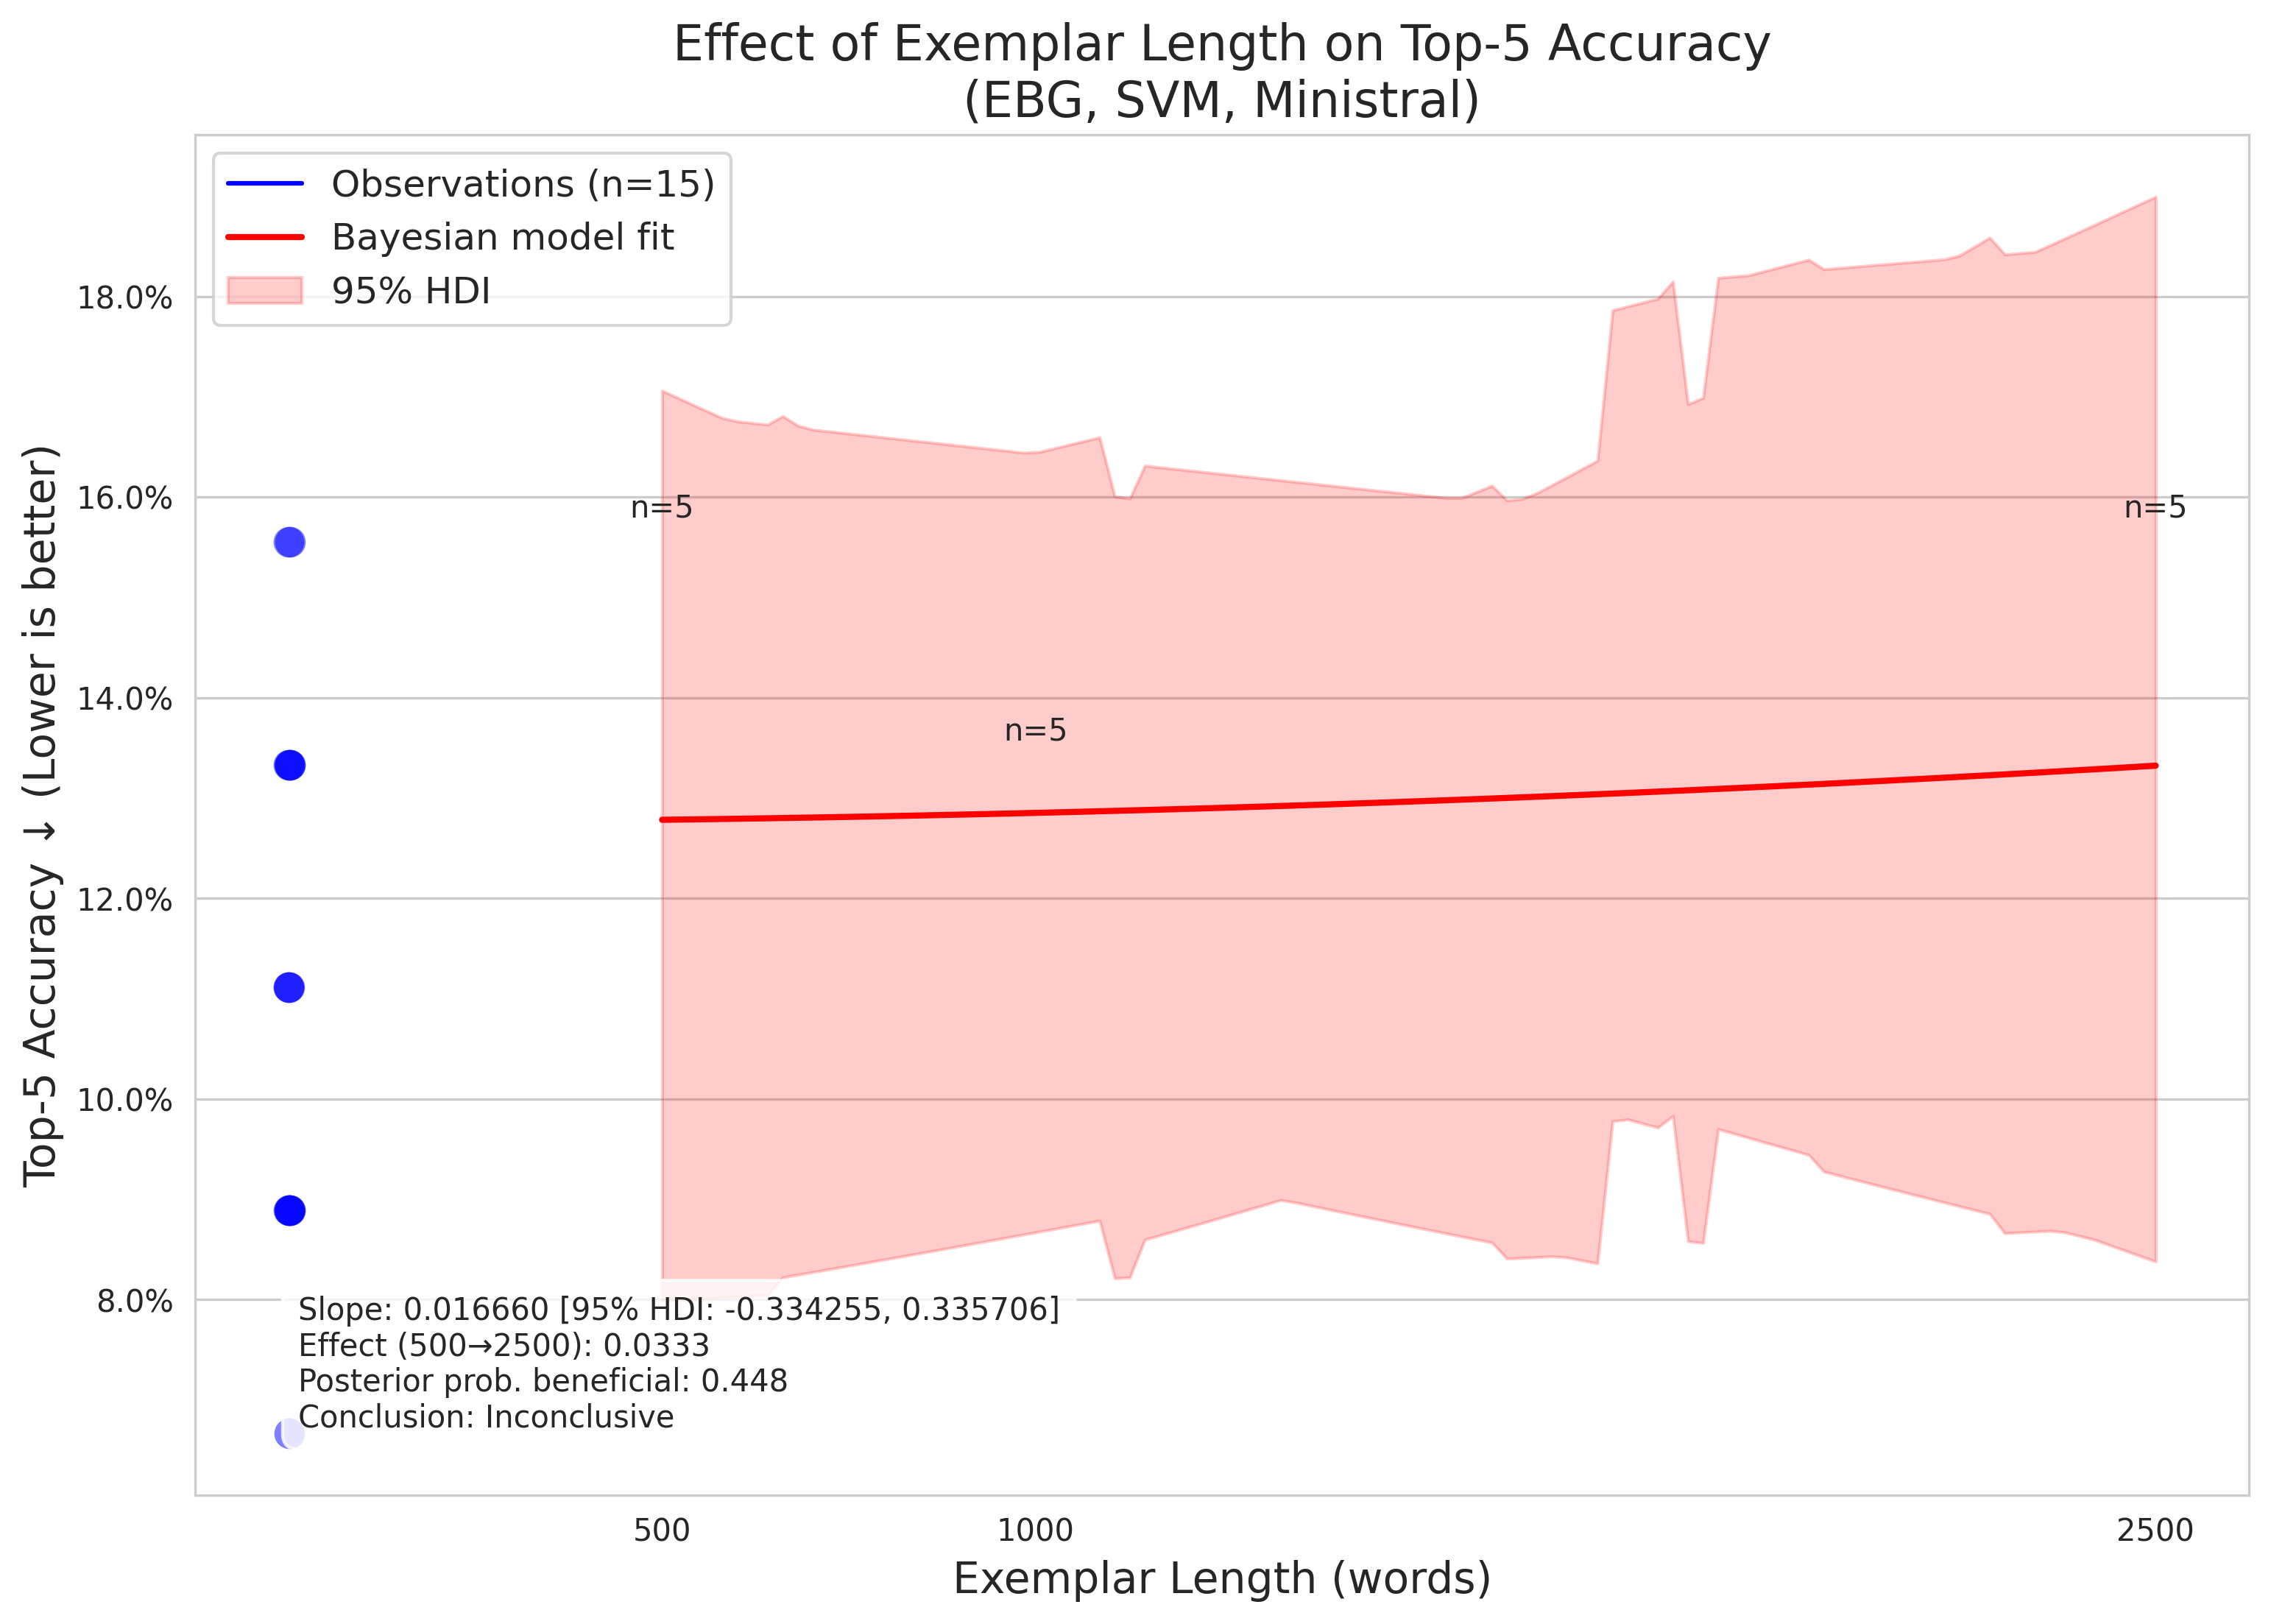 Effect of Exemplar Length on Top-5 Accuracy
(EBG, SVM, Ministral)
Observations (n=15)
Bayesian model fit
95% HDI
Top-5 Accuracy ↓ (Lower is better)
18.0%
16.0%
14.0%
12.0%
10.0%
8.0%
n=5
n=5
n=5
Slope: 0.016660 [95% HDI: -0.334255, 0.335706]
Effect (500→2500): 0.0333
Posterior prob. beneficial: 0.448
Conclusion: Inconclusive
500
1000
2500
Exemplar Length (words)